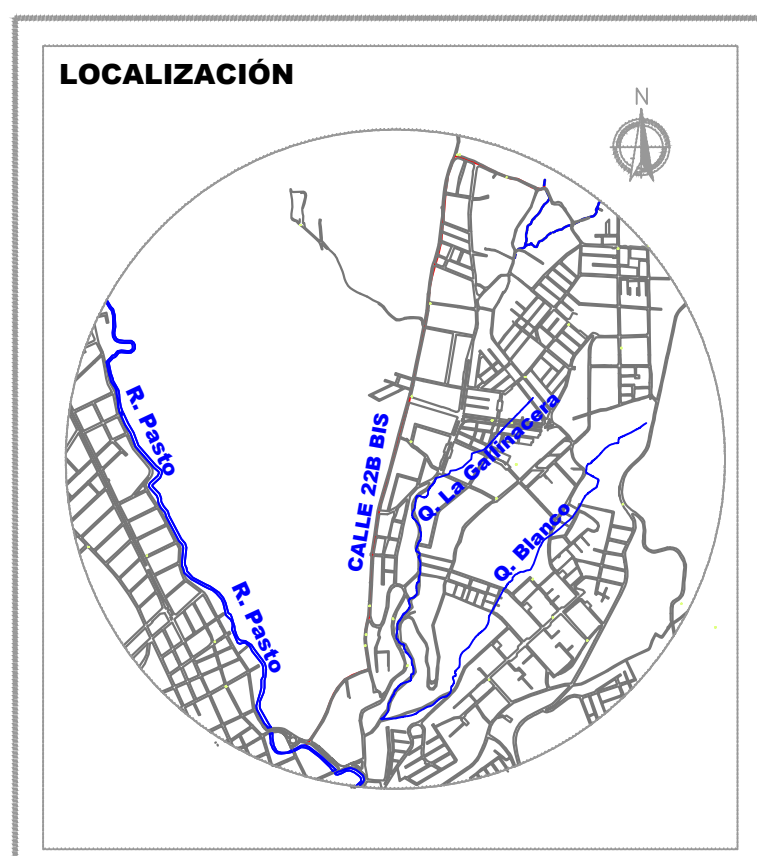 LOCALIZACIÓN
N
R. Pasto
CALLE 22B BIS
Q. La Gallinacera
Q. Blanco
R. Pasto